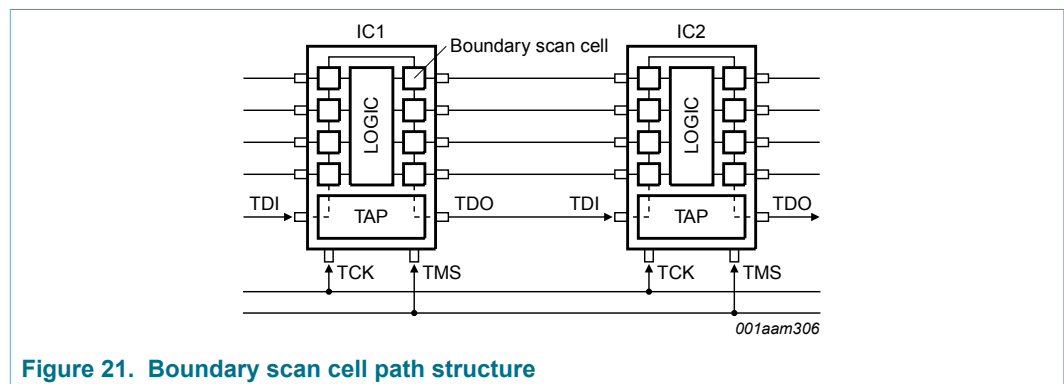 IC1
IC2
Boundary scan cell
LOGIC
LOGIC
TDI
TAP
TDO
TDI
TAP
TDO
TCK
TMS
TCK
TMS
001aam306
Figure 21. Boundary scan cell path structure